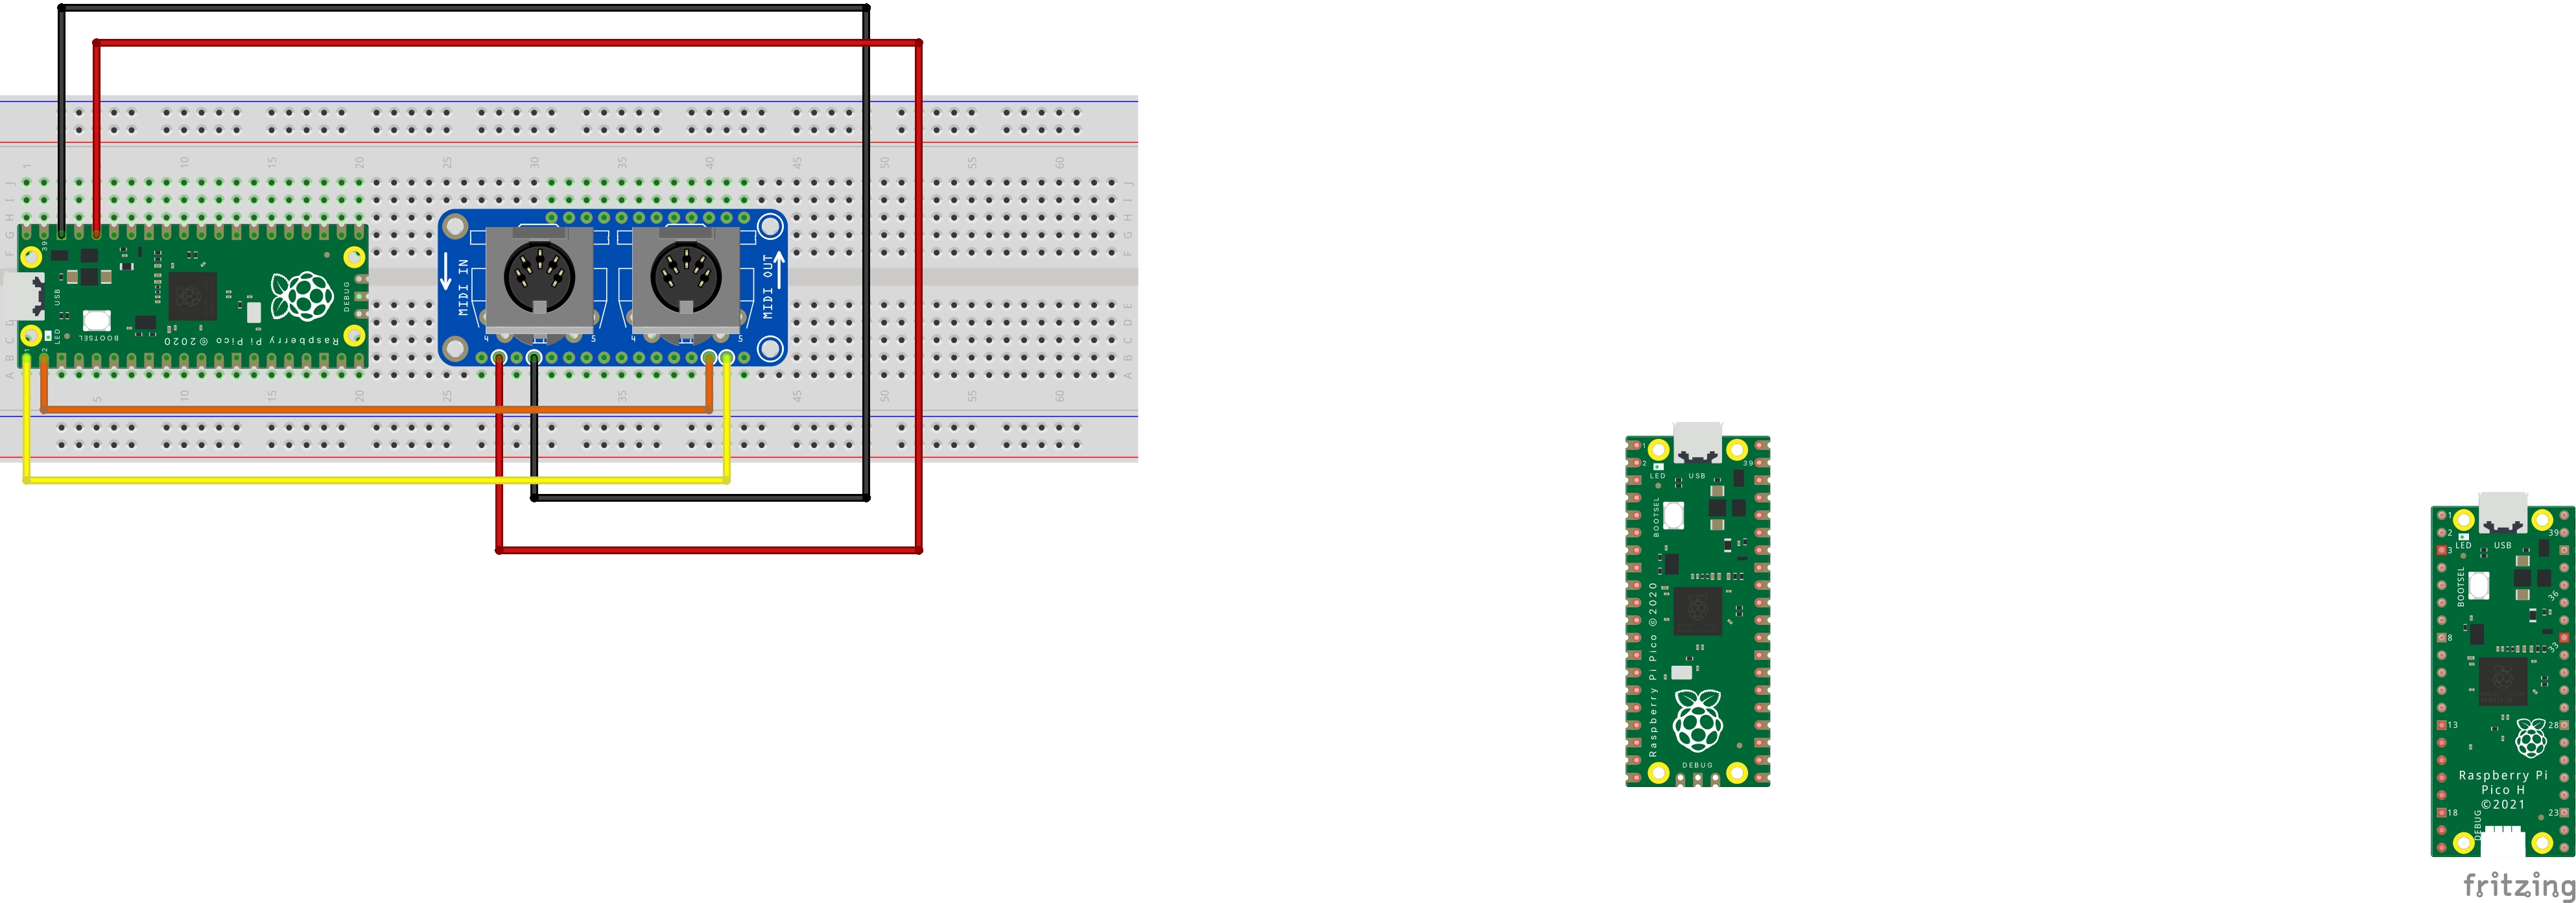 1
10
15
20
25
30
35
40
45
50
55
60
J
I
H
G
F
E
D
C
B
A
J
I
H
G
F
E
D
C
B
A
39
USB
LED
BOOTSEL
1
2
Raspberry Pi Pico ©2020
DEBUG
MIDI IN
MIDI OUT
4
5
4
5
5
10
15
20
25
35
40
45
50
55
60
1
2
39
LED
USB
BOOTSEL
Raspberry Pi Pico ©2020
DEBUG
1
2
3
39
LED
USB
BOOTSEL
36
8
33
13
28
Raspberry Pi
Pico H
©2021
18
23
DEBUG
fritzing